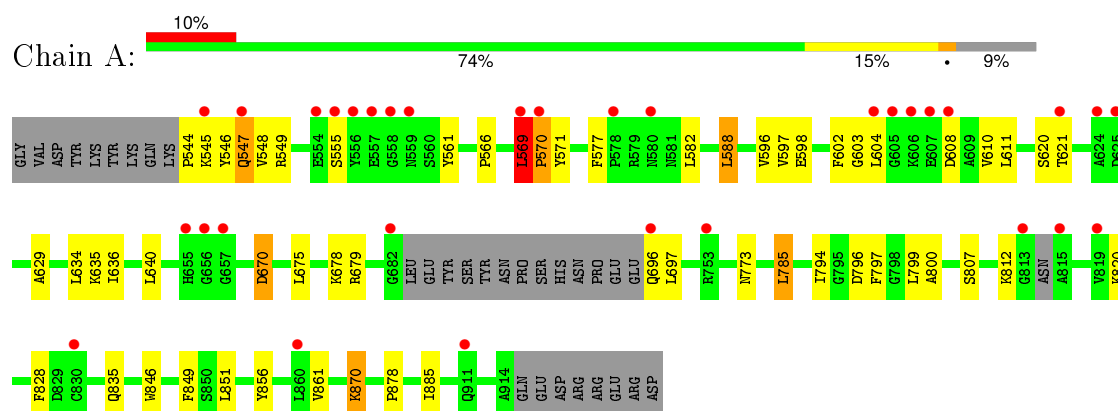 10%
Chain A:
74% 15% • 9%
GLY VAL ASP TYR LYS TYR LYS GLN LYS P544 K545 Y546 Q547 V548 R549 E554 S555 Y556 E557 G558 N559 S560 Y561 P566 L569 P570 Y571 F577 P578 R579 N580 N581 L582 L588 V596 V597 E598 F602 G603 L604 G605 K606 E607 D608 A609 V610 L611 S620 T621 A624 D625
A629 L634 K635 I636 L640 H655 G656 G657 D670 L675 K678 R679 G682 LEU GLU TYR SER TYR ASN PRO SER HIS ASN PRO GLU GLU Q696 L697 R753 N773 L785 I794 G795 D796 F797 G798 L799 A800 S807 K812 G813 ASN A815 V819 K820
F828 D829 C830 Q835 W846 F849 S850 L851 Y856 L860 V861 K870 P878 I885 Q911 A914 GLN GLU ASP ARG ARG GLU ARG ASP